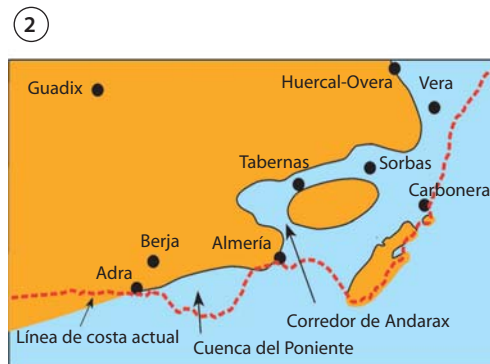 2
Huercal-Overa
Vera
Guadix
Tabernas
Sorbas
Carbonera
Berja
Almería
Adra
Corredor de Andarax
Línea de costa actual
Cuenca del Poniente